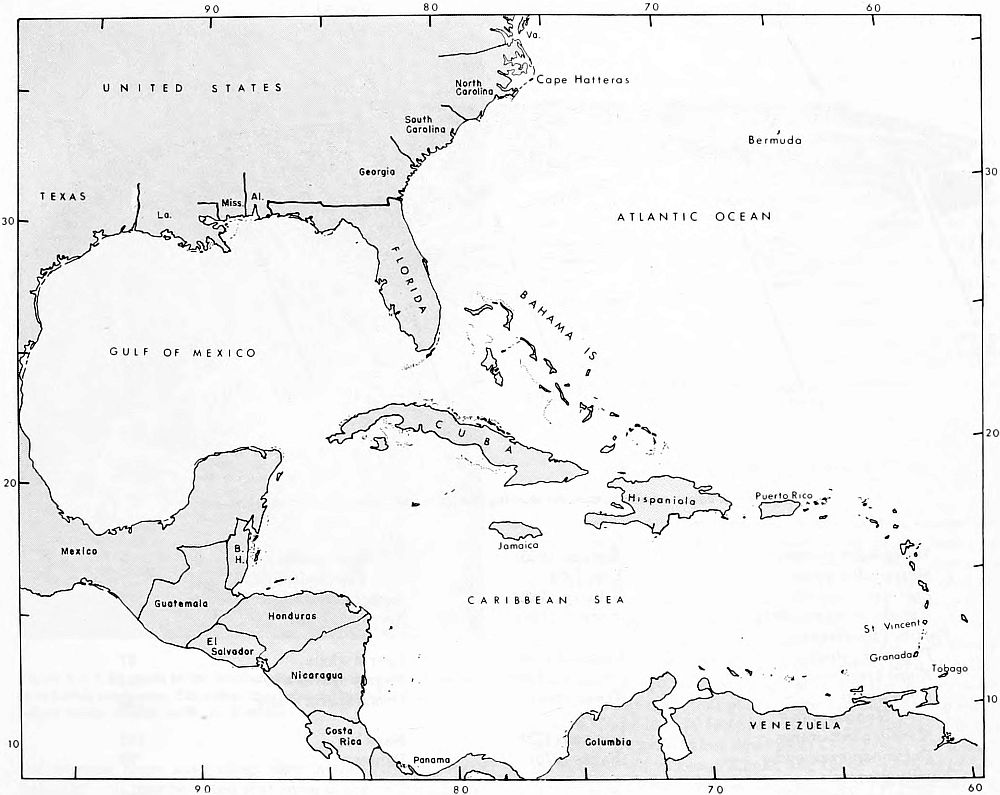 90
80
70
60
Va.
UNITED STATES
North
Carolina
Cape Hatteras
South
Carolina
Bermuda
Georgia
30
TEXAS
La.
Miss.
Al.
30
ATLANTIC OCEAN
FLORIDA
BAHAMA IS
GULF OF MEXICO
CUBA
20
20
Hispaniola
Puerto Rico
Jamaica
Mexico
B.
H.
Guatemala
Honduras
CARIBBEAN SEA
St Vincent
El
Salvador
Granada
Tobago
Nicaragua
10
Costa
Rica
Columbia
VENEZUELA
10
Panama
90
80
70
60